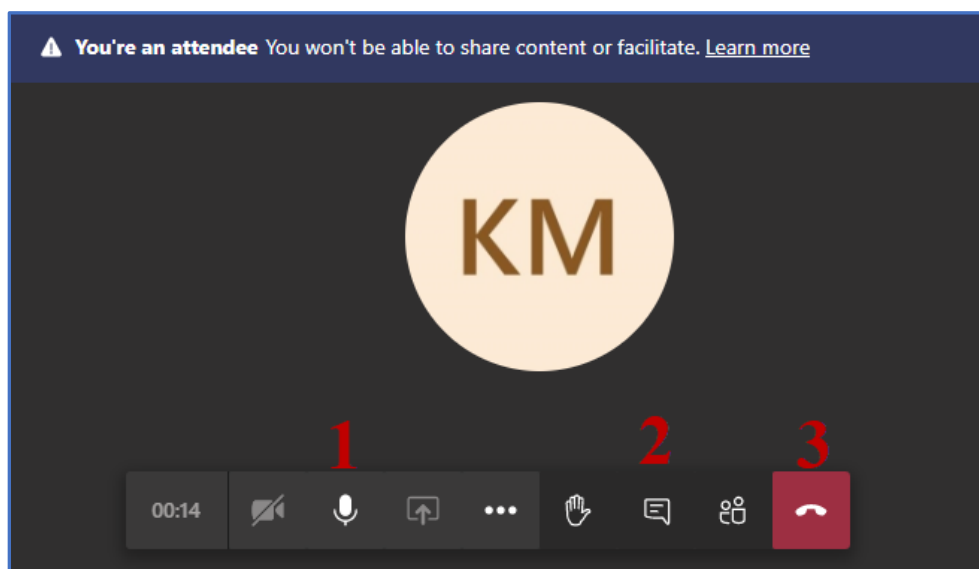 You're an attendee You won't be able to share content or facilitate. Learn more
KM
1 2 3
00:14